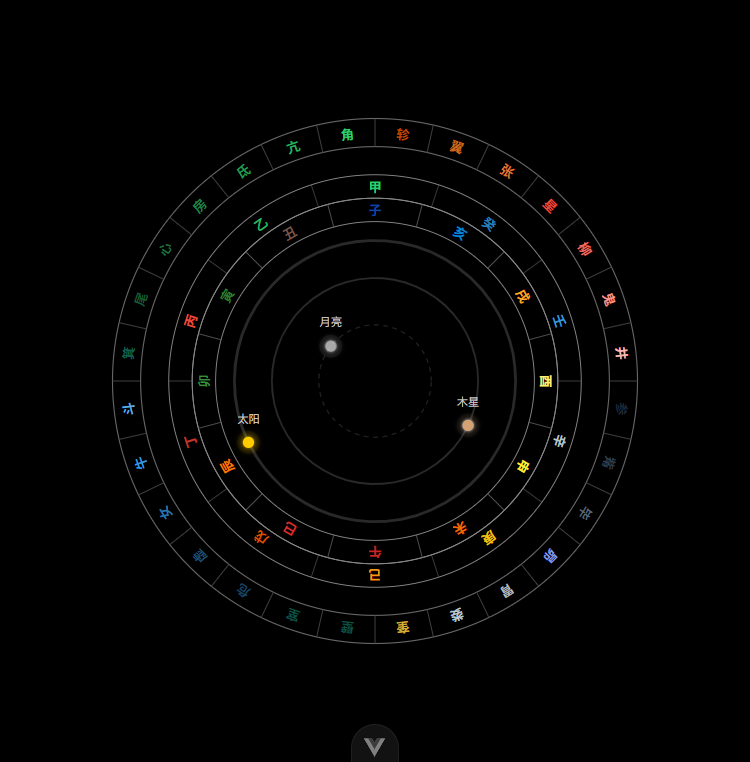 角
亢
氐
房
心
尾
箕
斗
牛
女
虚
危
室
壁
奎
娄
胃
昴
毕
觜
参
井
鬼
柳
星
张
翼
轸
甲
乙
丙
丁
戊
己
庚
辛
壬
癸
子
丑
寅
卯
辰
巳
午
未
申
酉
戌
亥
月亮
木星
太阳